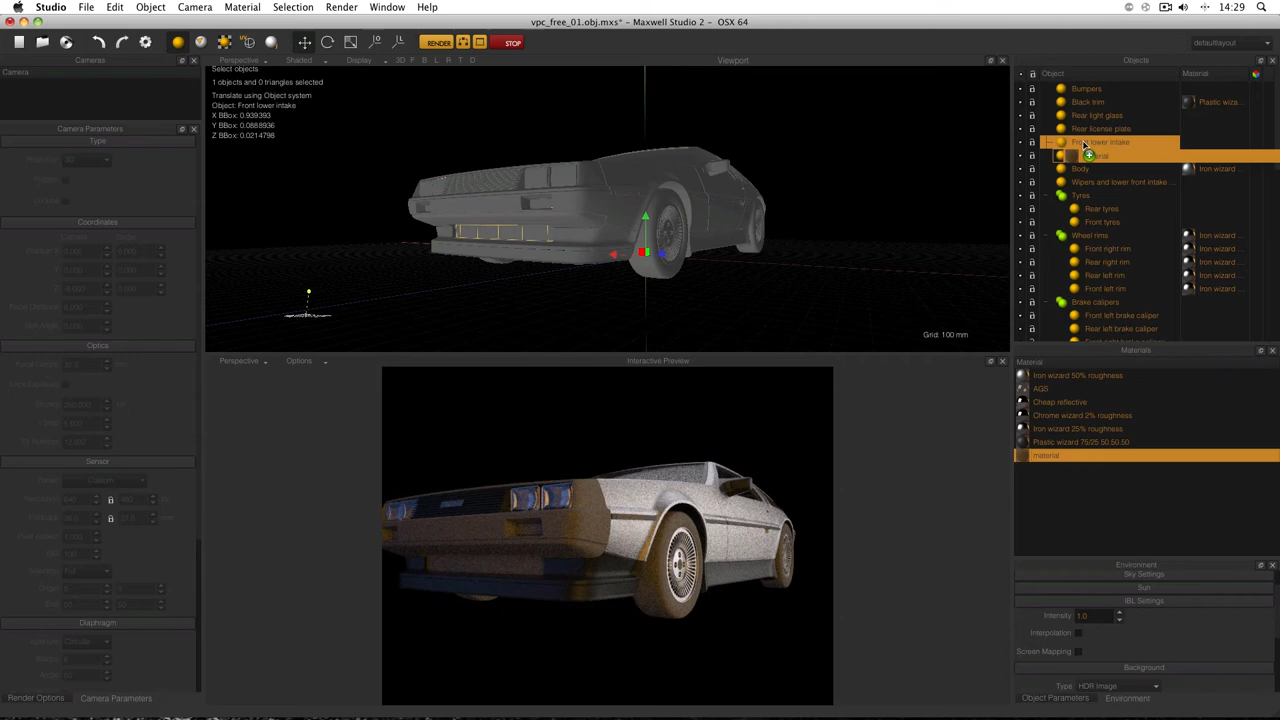 Studio File Edit Object Camera Material Selection Render Window Help 14:29
vpc_free_01.obj.mxs* - Maxwell Studio 2 - OSX 64
RENDER STOP defaultlayout
Cameras
Camera
Camera Parameters
Type
Coordinates
Optics
Sensor
Custom
Diaphragm
Render Options Camera Parameters
Perspective Shaded Display 3D F B L R T D Viewport
Select objects
1 objects and 0 triangles selected
Translate using Object system
Object: Front lower intake
X BBox: 0.939393
Y BBox: 0.0888936
Z BBox: 0.0214798
Grid: 100 mm
Perspective Options Interactive Preview
Objects
Object Material
Bumpers
Black trim Plastic wiza...
Rear light glass
Rear license plate
Front lower intake
Body Iron wizard ...
Wipers and lower front intake ...
Tyres
Rear tyres
Front tyres
Wheel rims Iron wizard ...
Front right rim Iron wizard ...
Rear right rim Iron wizard ...
Rear left rim Iron wizard ...
Front left rim Iron wizard ...
Brake calipers
Front left brake caliper
Rear left brake caliper
Materials
Material
Iron wizard 50% roughness
AGS
Cheap reflective
Chrome wizard 2% roughness
Iron wizard 25% roughness
Plastic wizard 75/25 50.50.50
material
Environment
Sky Settings
Sun
IBL Settings
Intensity 1.0
Interpolation
Screen Mapping
Background
Type HDR Image
Object Parameters Environment